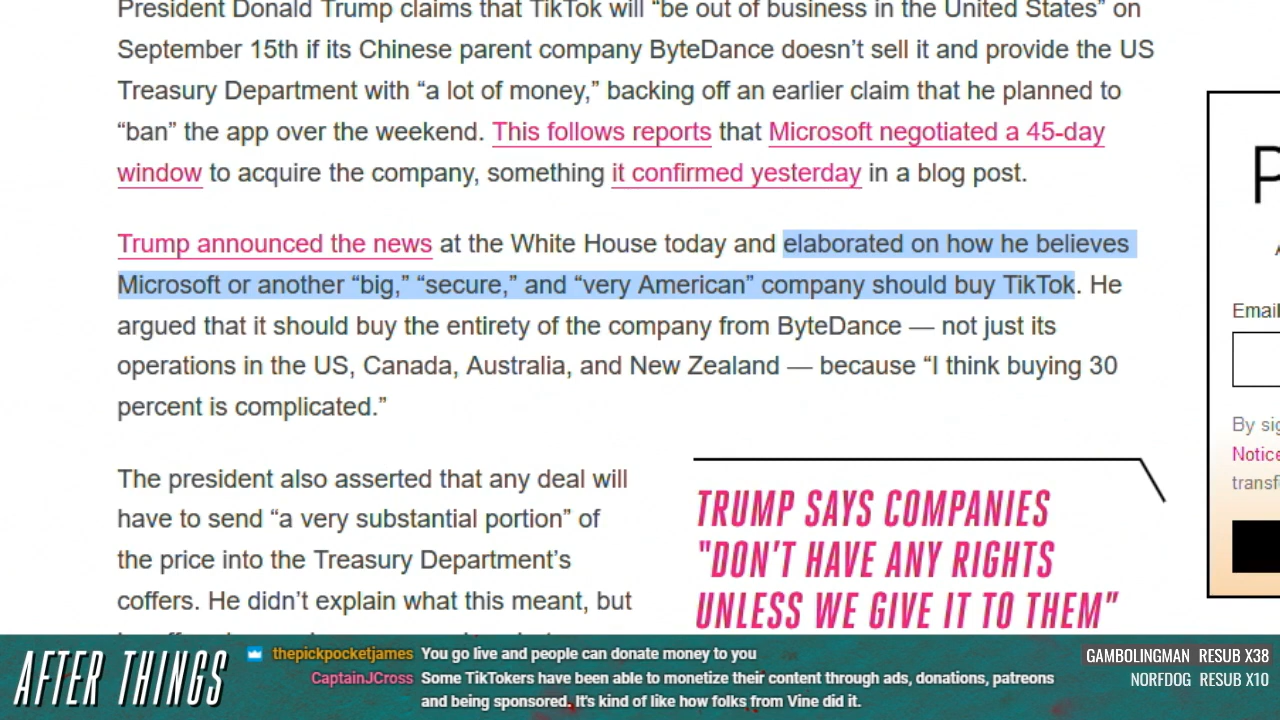 President Donald Trump claims that TikTok will “be out of business in the United States” on
September 15th if its Chinese parent company ByteDance doesn’t sell it and provide the US
Treasury Department with “a lot of money,” backing off an earlier claim that he planned to
“ban” the app over the weekend. This follows reports that Microsoft negotiated a 45-day
window to acquire the company, something it confirmed yesterday in a blog post.
Trump announced the news at the White House today and elaborated on how he believes
Microsoft or another “big,” “secure,” and “very American” company should buy TikTok. He
argued that it should buy the entirety of the company from ByteDance — not just its
operations in the US, Canada, Australia, and New Zealand — because “I think buying 30
percent is complicated.”
The president also asserted that any deal will
have to send “a very substantial portion” of
the price into the Treasury Department’s
coffers. He didn’t explain what this meant, but
TRUMP SAYS COMPANIES
"DON'T HAVE ANY RIGHTS
UNLESS WE GIVE IT TO THEM”
P
Email
By sig
Notice
transf
AFTER THINGS
thepickpocketjames You go live and people can donate money to you
CaptainJCross Some TikTokers have been able to monetize their content through ads, donations, patreons
and being sponsored. It's kind of like how folks from Vine did it.
GAMBOLINGMAN RESUB X38
NORFDOG RESUB X10